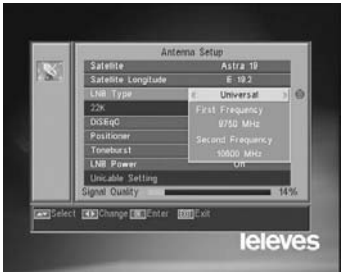 Antenna Setup
Satellite Astra 19
Satellite Longitude E 19.2
LNB Type Universal
22K First Frequency
9750 MHz
DiSEqC
Positioner Second Frequency
10600 MHz
Toneburst
LNB Power On
Unicable Setting
Signal Quality 14%
Select Change Enter EXIT Exit
televes